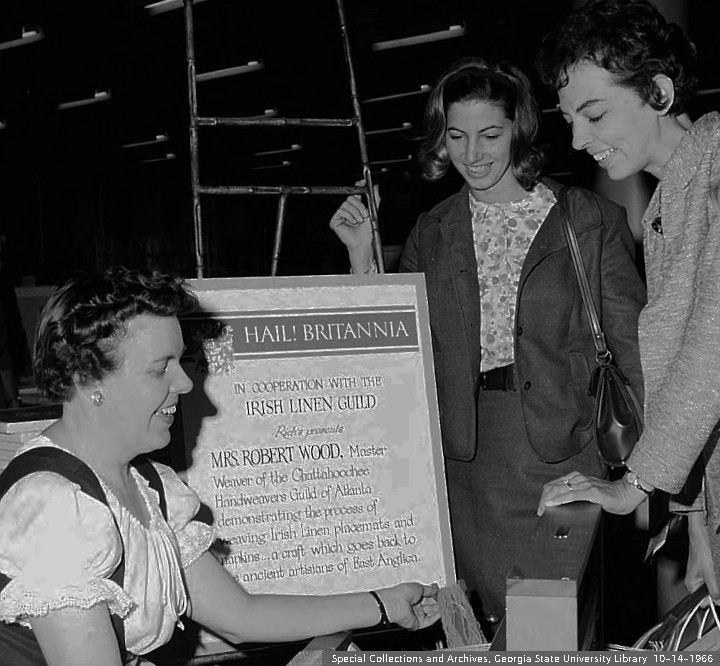 HAIL! BRITANNIA
IN COOPERATION WITH THE
IRISH LINEN GUILD
Rich's presents
MRS. ROBERT WOOD, Master
Weaver of the Chattahoochee
Handweavers Guild of Atlanta
demonstrating the process of
weaving Irish Linen placemats and
napkins...a craft which goes back to
ancient artisians of East Anglica.
Special Collections and Archives, Georgia State University Library 10-14-1966